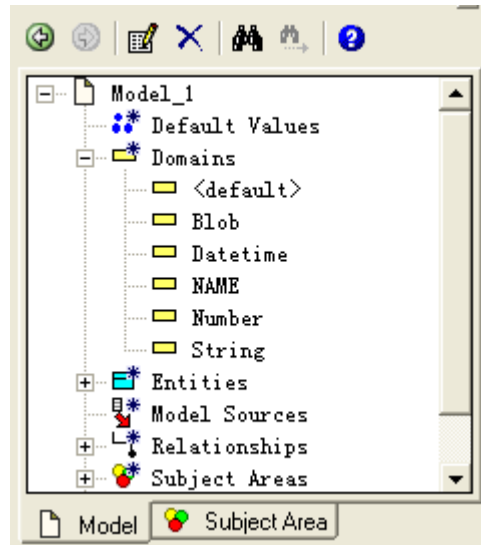 Model_1
Default Values
Domains
<default>
Blob
Datetime
NAME
Number
String
Entities
Model Sources
Relationships
Subject Areas
Model Subject Area